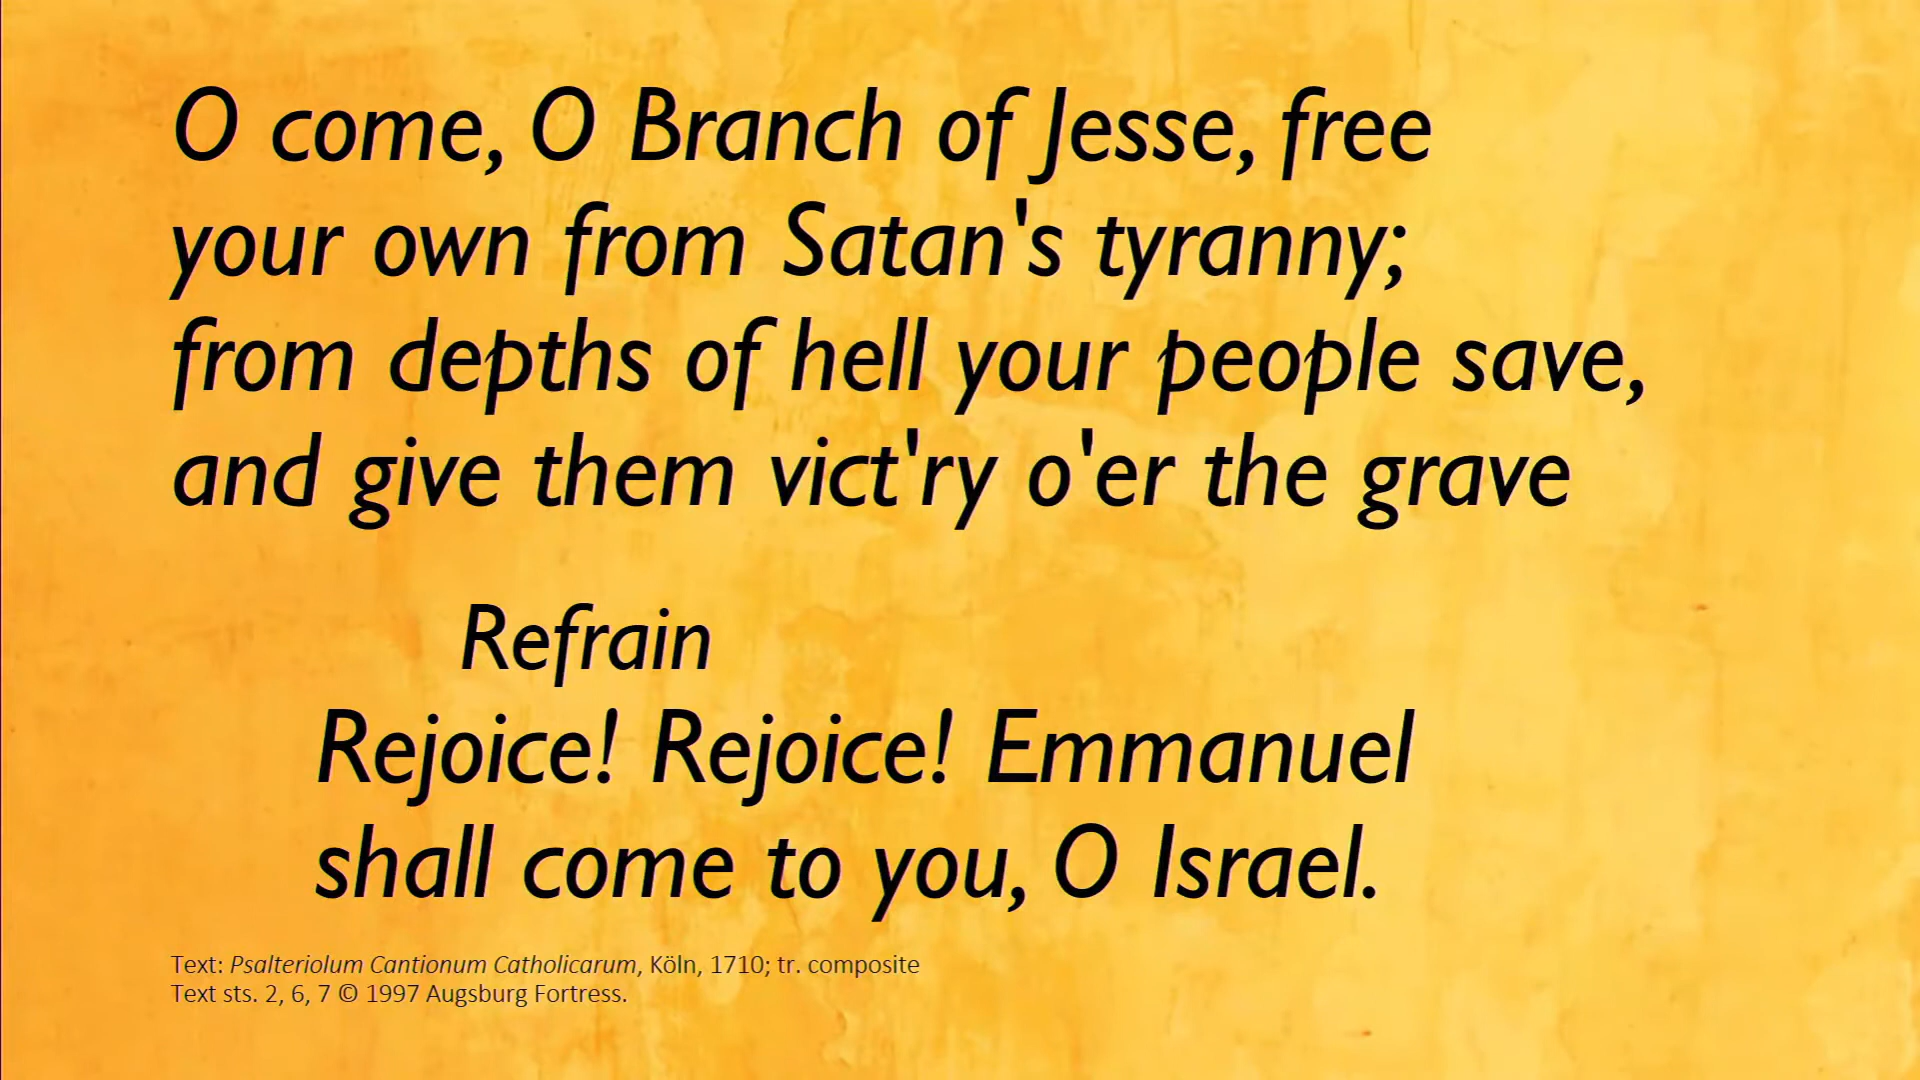 O come, O Branch of Jesse, free
your own from Satan's tyranny;
from depths of hell your people save,
and give them vict'ry o'er the grave
Refrain
Rejoice! Rejoice! Emmanuel
shall come to you, O Israel.
Text: Psalteriolum Cantionum Catholicarum, Köln, 1710; tr. composite
Text sts. 2, 6, 7 © 1997 Augsburg Fortress.